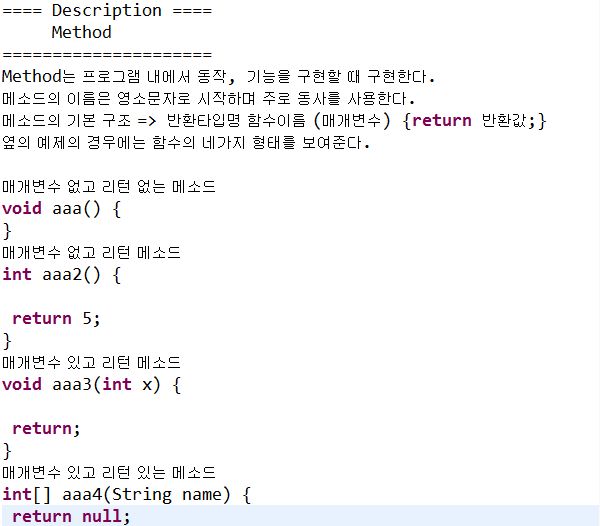 ==== Description ====
Method
=====================
Method는 프로그램 내에서 동작, 기능을 구현할 때 구현한다.
메소드의 이름은 영소문자로 시작하며 주로 동사를 사용한다.
메소드의 기본 구조 => 반환타입명 함수이름 (매개변수) {return 반환값;}
옆의 예제의 경우에는 함수의 네가지 형태를 보여준다.
매개변수 없고 리턴 없는 메소드
void aaa() {
}
매개변수 없고 리턴 메소드
int aaa2() {
return 5;
}
매개변수 있고 리턴 메소드
void aaa3(int x) {
return;
}
매개변수 있고 리턴 있는 메소드
int[] aaa4(String name) {
return null;